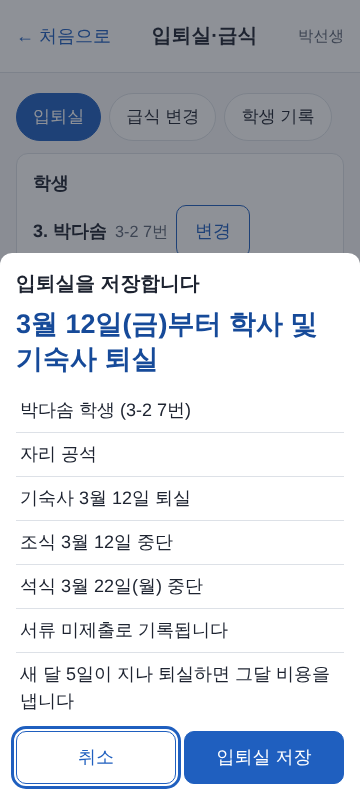 ← 처음으로
입퇴실·급식
박선생
입퇴실
급식 변경
학생 기록
학생
3. 박다솜 3-2 7번
변경
입퇴실을 저장합니다
3월 12일(금)부터 학사 및
기숙사 퇴실
박다솜 학생 (3-2 7번)
자리 공석
기숙사 3월 12일 퇴실
조식 3월 12일 중단
석식 3월 22일(월) 중단
서류 미제출로 기록됩니다
새 달 5일이 지나 퇴실하면 그달 비용을
냅니다
취소
입퇴실 저장